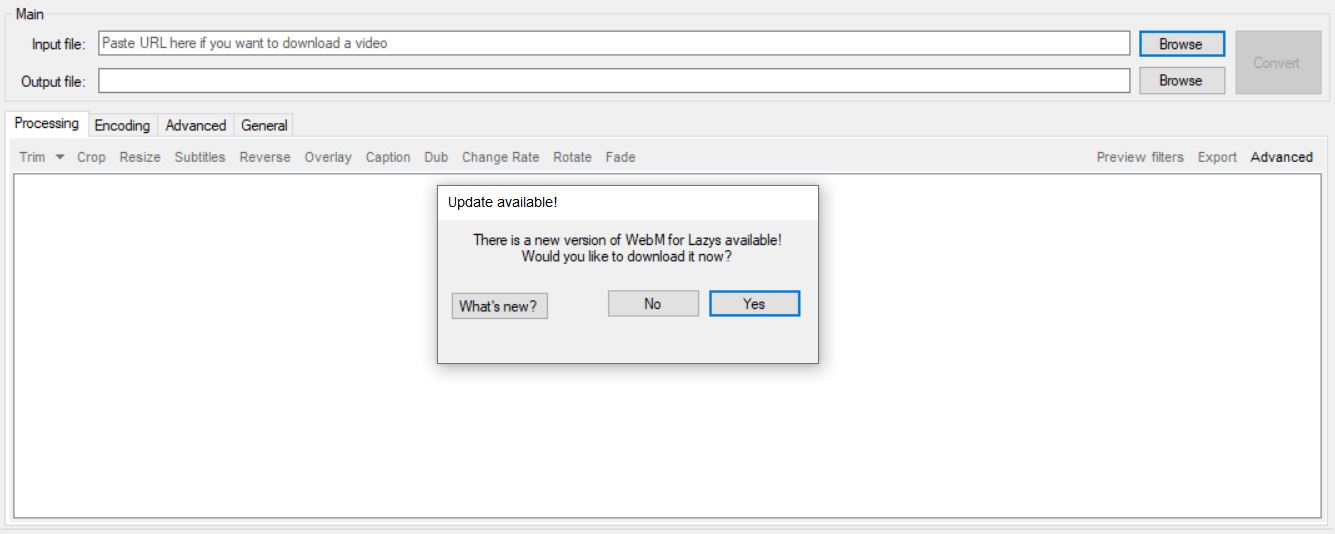 Main
Input file: Paste URL here if you want to download a video Browse
Convert
Output file: Browse
Processing Encoding Advanced General
Trim Crop Resize Subtitles Reverse Overlay Caption Dub Change Rate Rotate Fade Preview filters Export Advanced
Update available!
There is a new version of WebM for Lazys available!
Would you like to download it now?
What's new? No Yes